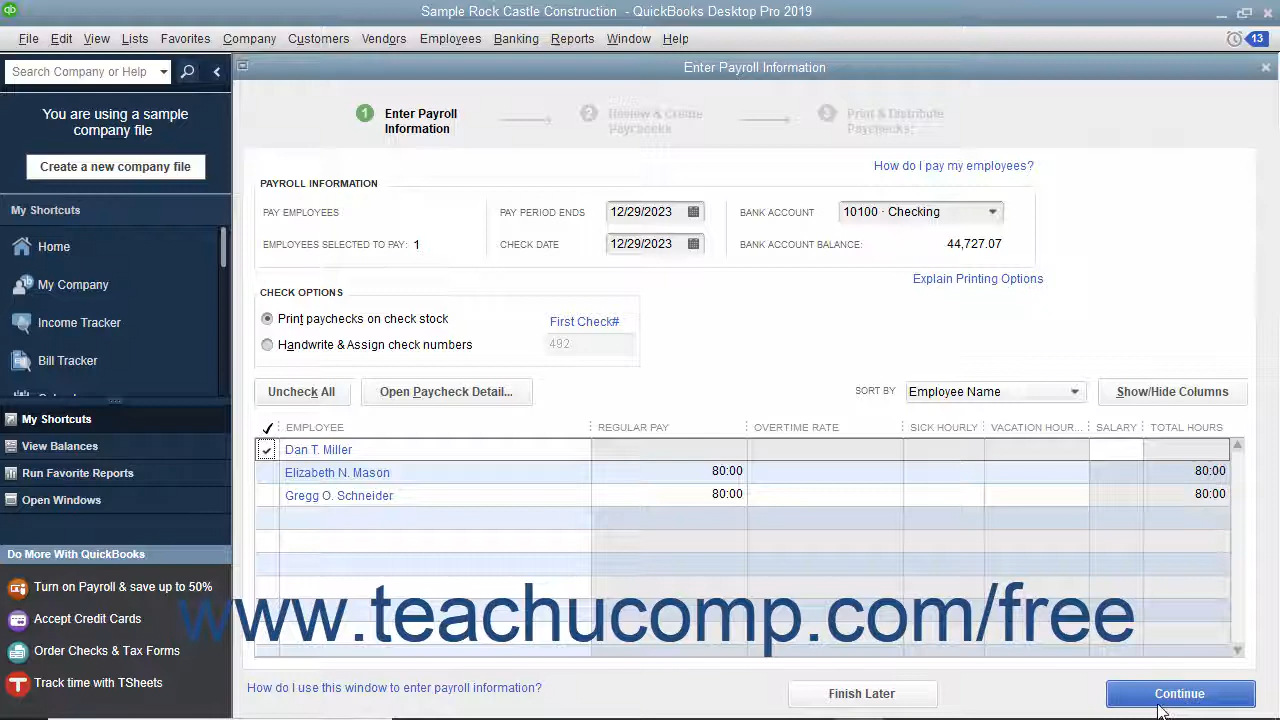 Sample Rock Castle Construction - QuickBooks Desktop Pro 2019
File Edit View Lists Favorites Company Customers Vendors Employees Banking Reports Window Help
13
Search Company or Help
Enter Payroll Information
You are using a sample
company file
Create a new company file
1 Enter Payroll
Information
2 Review & Create
Paychecks
3 Print & Distribute
Paychecks
How do I pay my employees?
PAYROLL INFORMATION
PAY EMPLOYEES
PAY PERIOD ENDS 12/29/2023
BANK ACCOUNT 10100 · Checking
EMPLOYEES SELECTED TO PAY: 1
CHECK DATE 12/29/2023
BANK ACCOUNT BALANCE: 44,727.07
Explain Printing Options
CHECK OPTIONS
Print paychecks on check stock
First Check#
Handwrite & Assign check numbers
492
Uncheck All
Open Paycheck Detail...
SORT BY Employee Name
Show/Hide Columns
EMPLOYEE REGULAR PAY OVERTIME RATE SICK HOURLY VACATION HOUR... SALARY TOTAL HOURS
Dan T. Miller
Elizabeth N. Mason 80:00 80:00
Gregg O. Schneider 80:00 80:00
My Shortcuts
Home
My Company
Income Tracker
Bill Tracker
My Shortcuts
View Balances
Run Favorite Reports
Open Windows
Do More With QuickBooks
Turn on Payroll & save up to 50%
Accept Credit Cards
Order Checks & Tax Forms
Track time with TSheets
www.teachucomp.com/free
How do I use this window to enter payroll information?
Finish Later
Continue